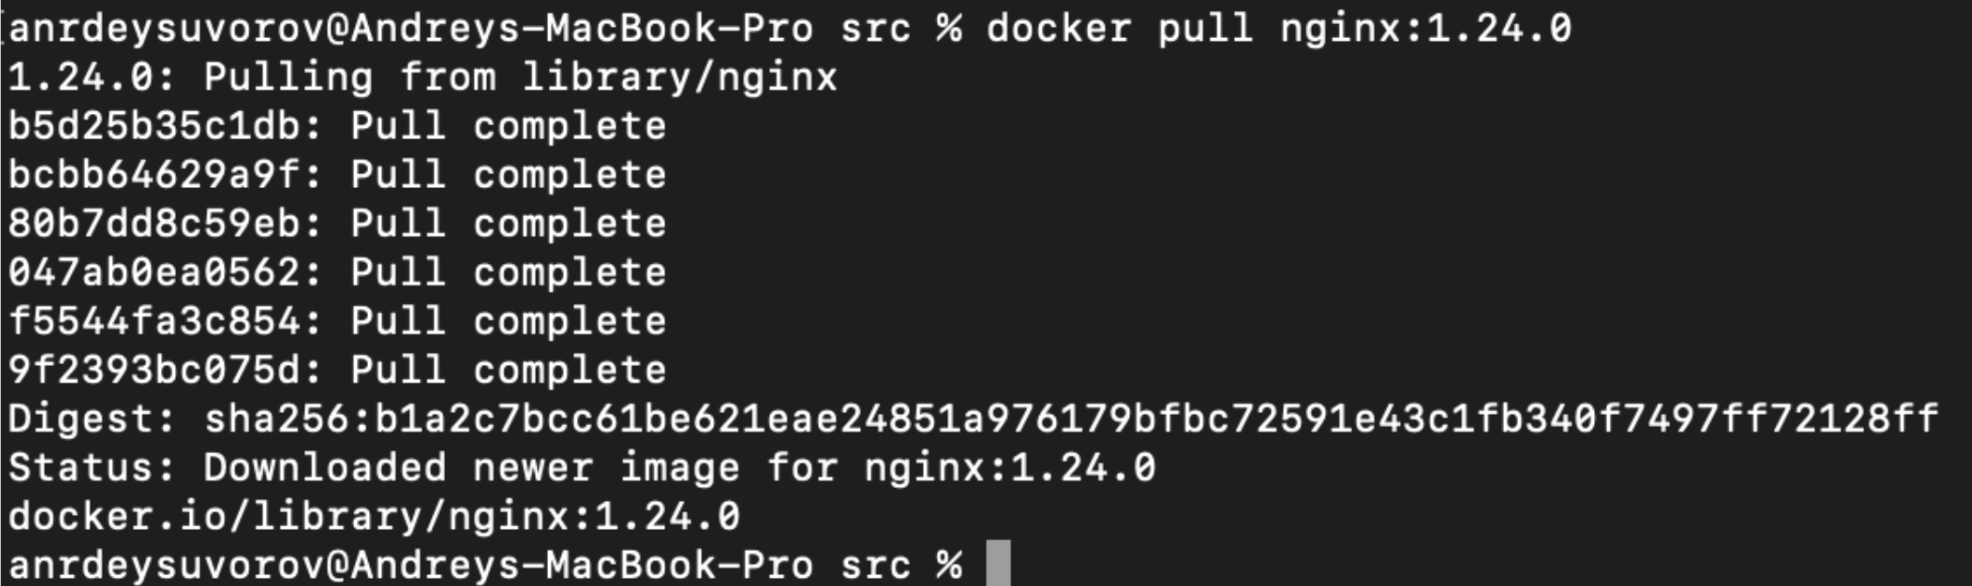 anrdeysuvorov@Andreys-MacBook-Pro src % docker pull nginx:1.24.0
1.24.0: Pulling from library/nginx
b5d25b35c1db: Pull complete
bcbb64629a9f: Pull complete
80b7dd8c59eb: Pull complete
047ab0ea0562: Pull complete
f5544fa3c854: Pull complete
9f2393bc075d: Pull complete
Digest: sha256:b1a2c7bcc61be621eae24851a976179bfbc72591e43c1fb340f7497ff72128ff
Status: Downloaded newer image for nginx:1.24.0
docker.io/library/nginx:1.24.0
anrdeysuvorov@Andreys-MacBook-Pro src %